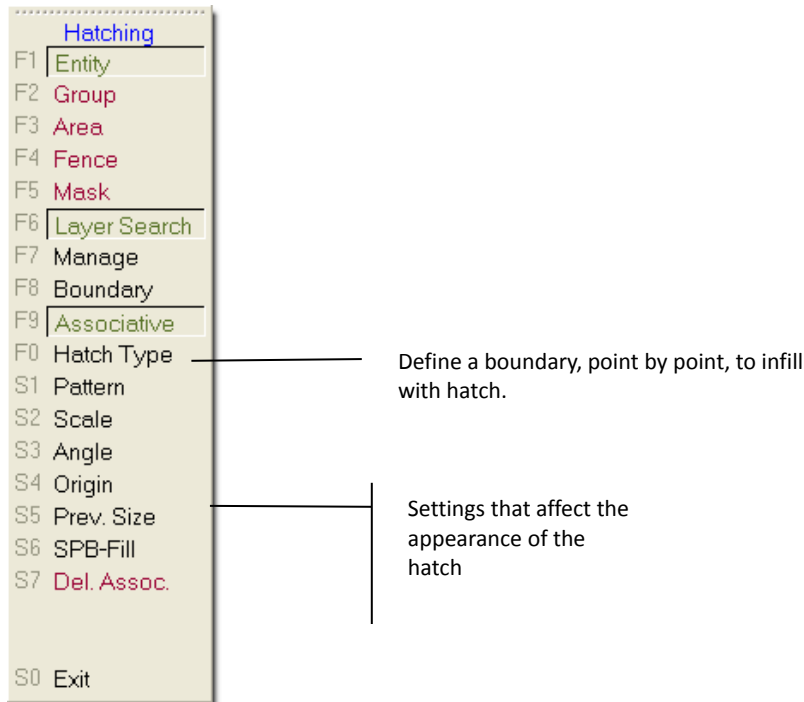 Hatching
F1 Entity
F2 Group
F3 Area
F4 Fence
F5 Mask
F6 Layer Search
F7 Manage
F8 Boundary
F9 Associative
F0 Hatch Type
S1 Pattern
S2 Scale
S3 Angle
S4 Origin
S5 Prev. Size
S6 SPB-Fill
S7 Del. Assoc.
S0 Exit
Define a boundary, point by point, to infill
with hatch.
Settings that affect the
appearance of the
hatch